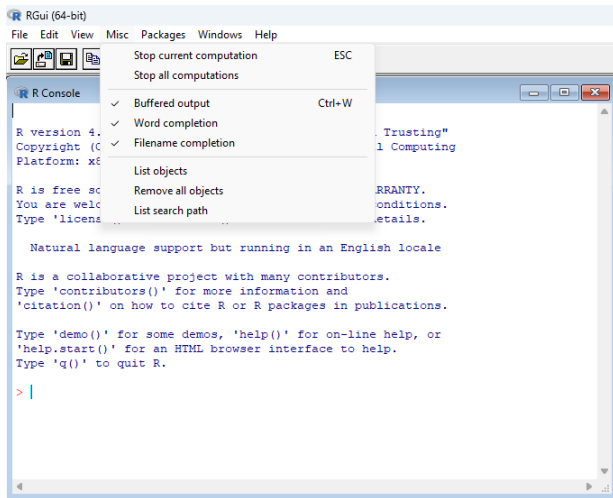 RGui (64-bit)
File Edit View Misc Packages Windows Help
Stop current computation ESC
Stop all computations
Buffered output Ctrl+W
Word completion
Filename completion
List objects
Remove all objects
List search path
R Console
R version 4. Trusting"
Copyright (C l Computing
Platform: x8
R is free so RRANTY.
You are welc onditions.
Type 'licens etails.
Natural language support but running in an English locale
R is a collaborative project with many contributors.
Type 'contributors()' for more information and
'citation()' on how to cite R or R packages in publications.
Type 'demo()' for some demos, 'help()' for on-line help, or
'help.start()' for an HTML browser interface to help.
Type 'q()' to quit R.
>